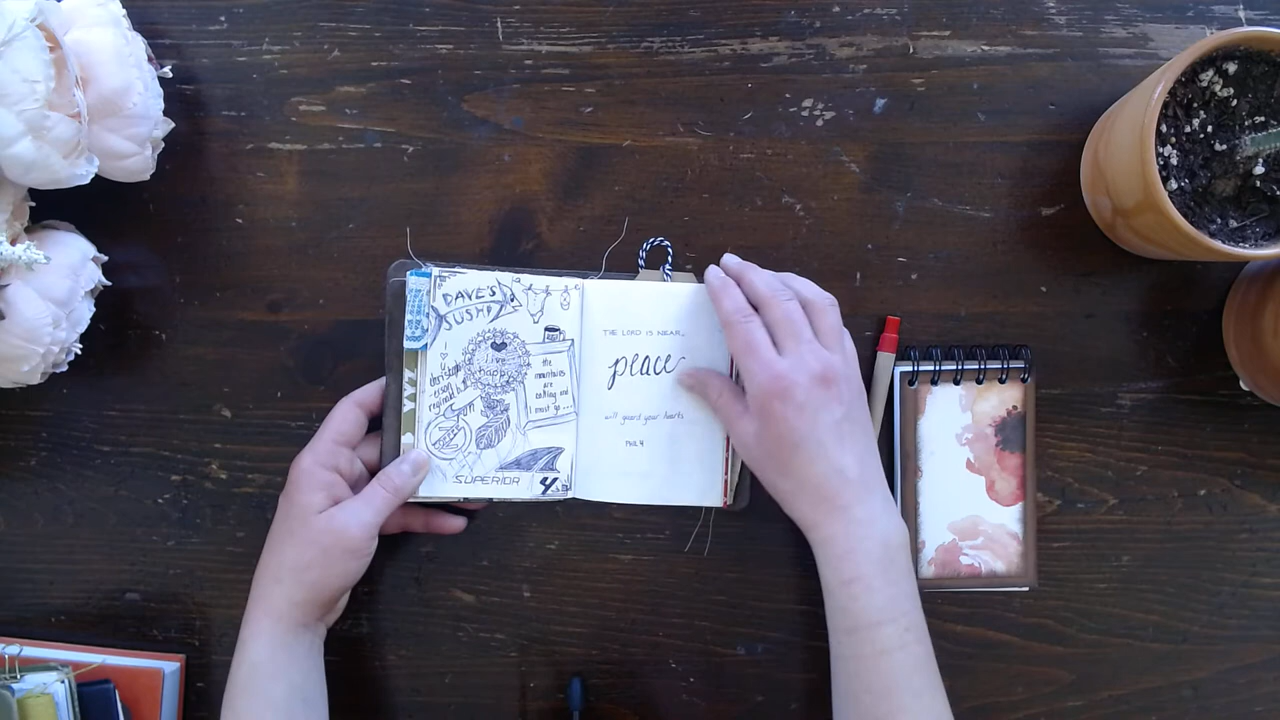 DAVE'S
SUSHI
live
happy
the
mountains
are
calling and
I must go...
SUPERIOR
THE LORD IS NEAR.
peace
will guard your hearts
PHIL 4